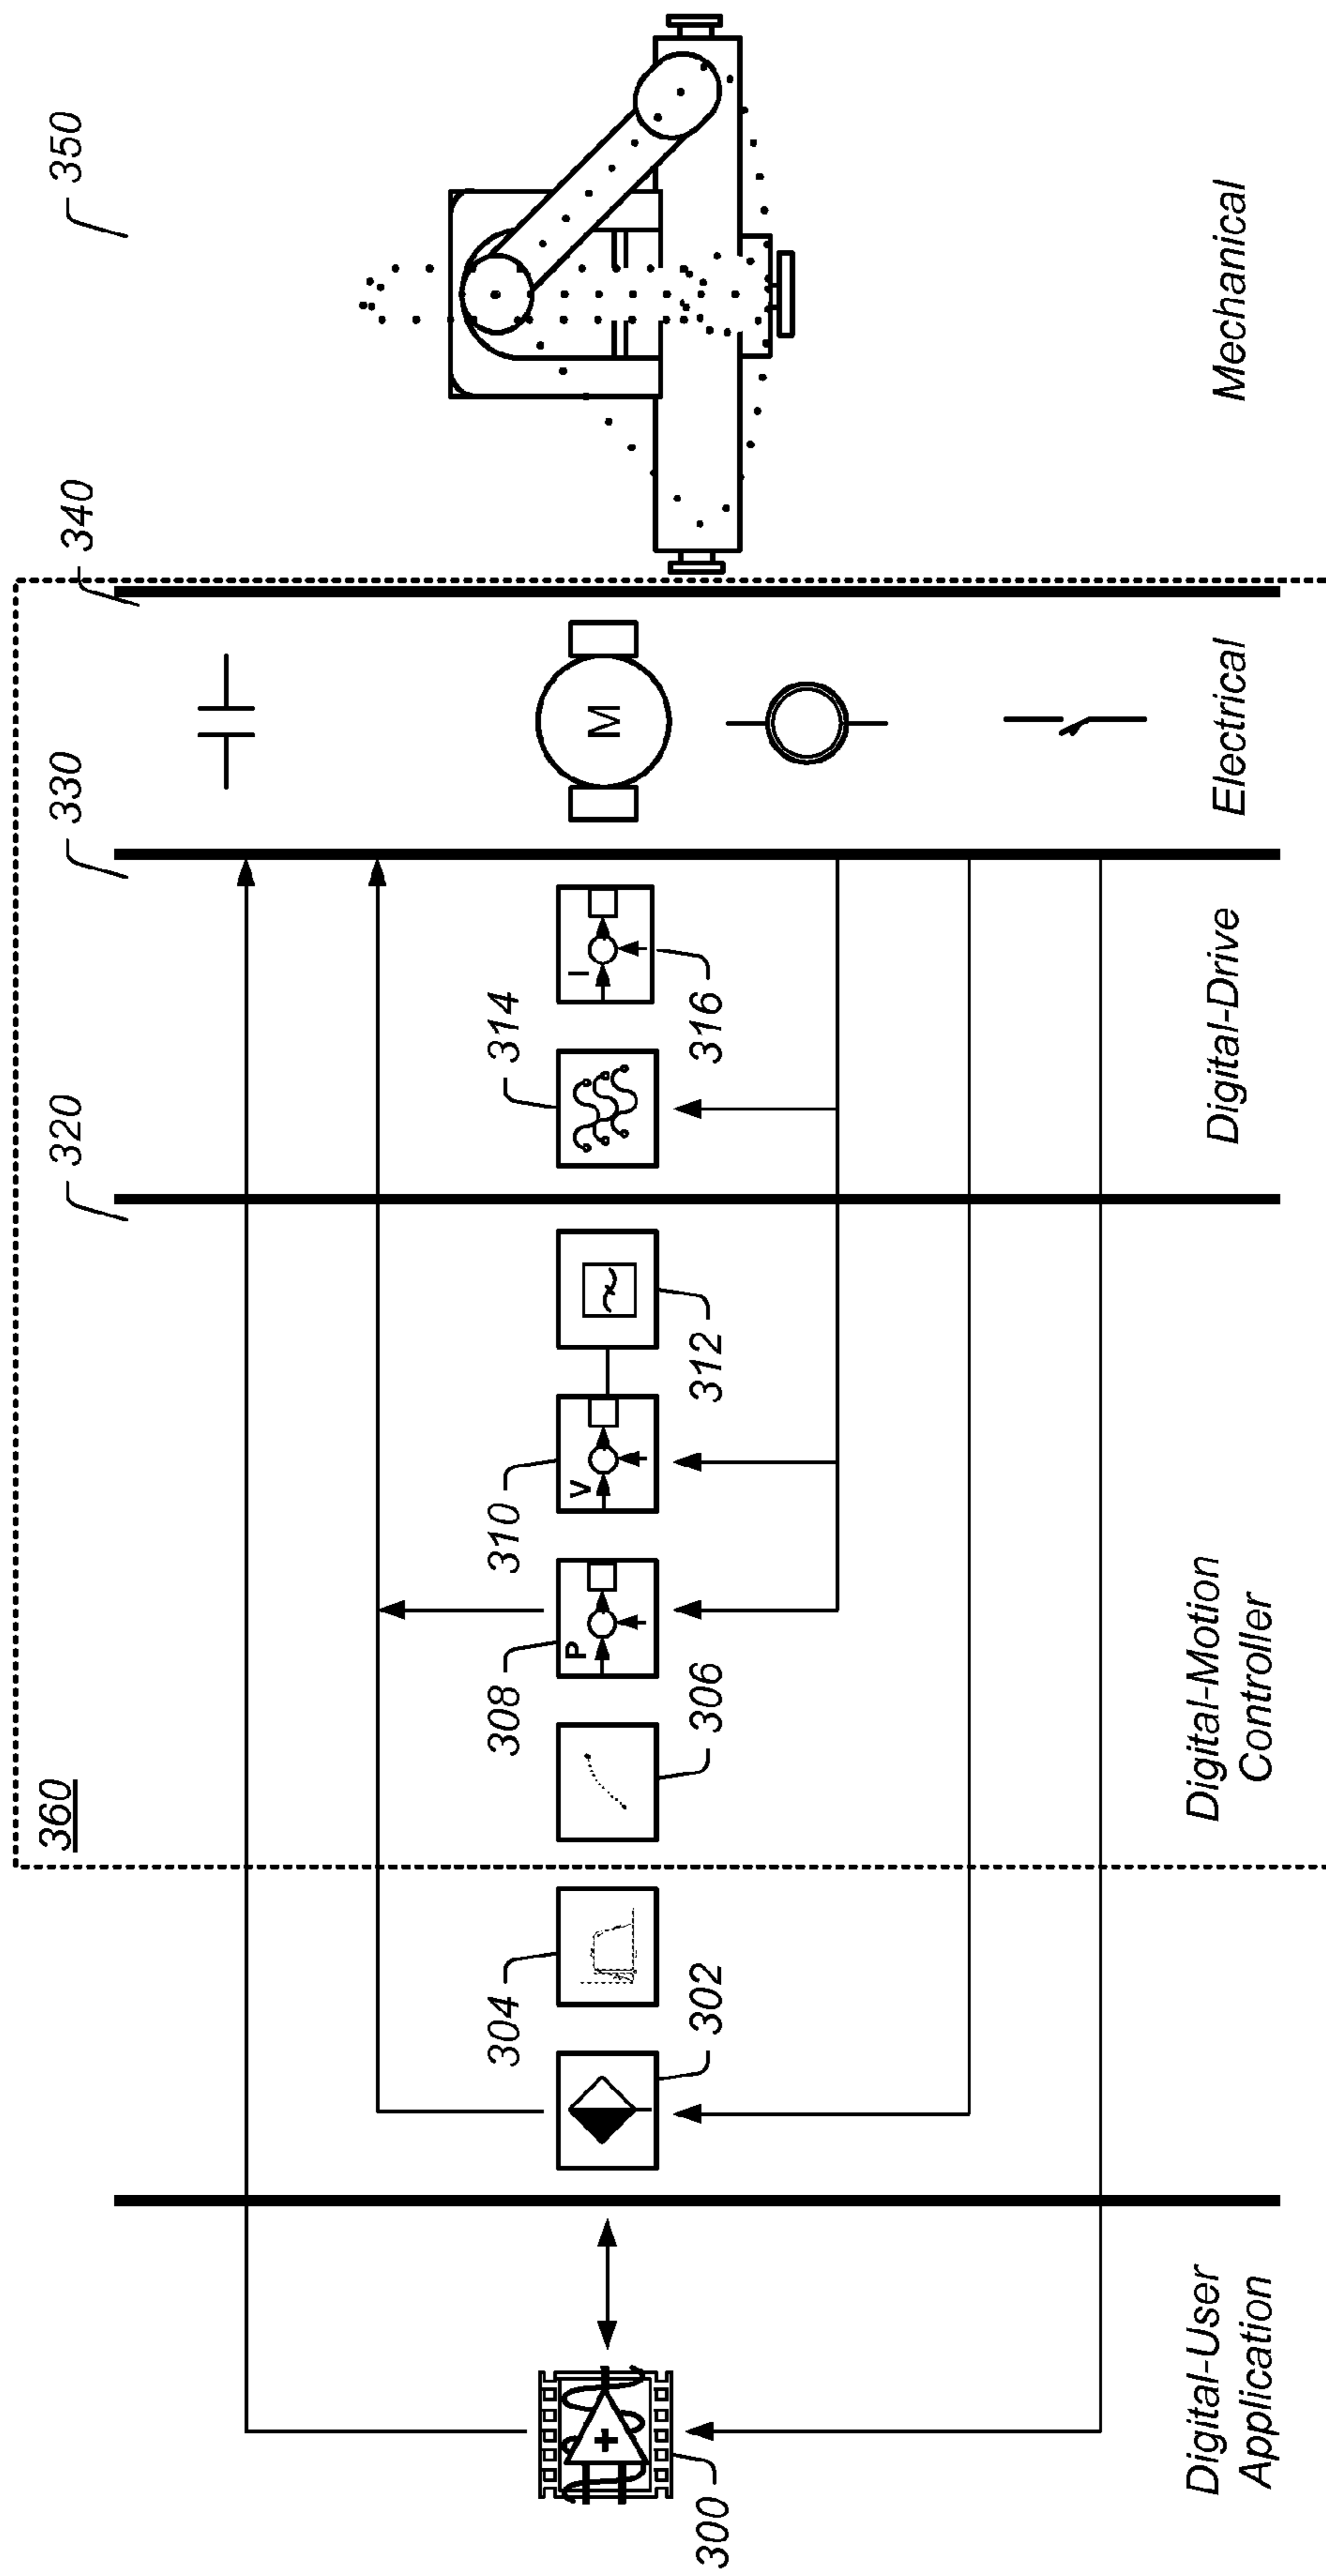 320
330
340
350
360
304
308
310
314
P
V
I
M
+
300
302
306
312
316
Digital-User
Application
Digital-Motion
Controller
Digital-Drive
Electrical
Mechanical